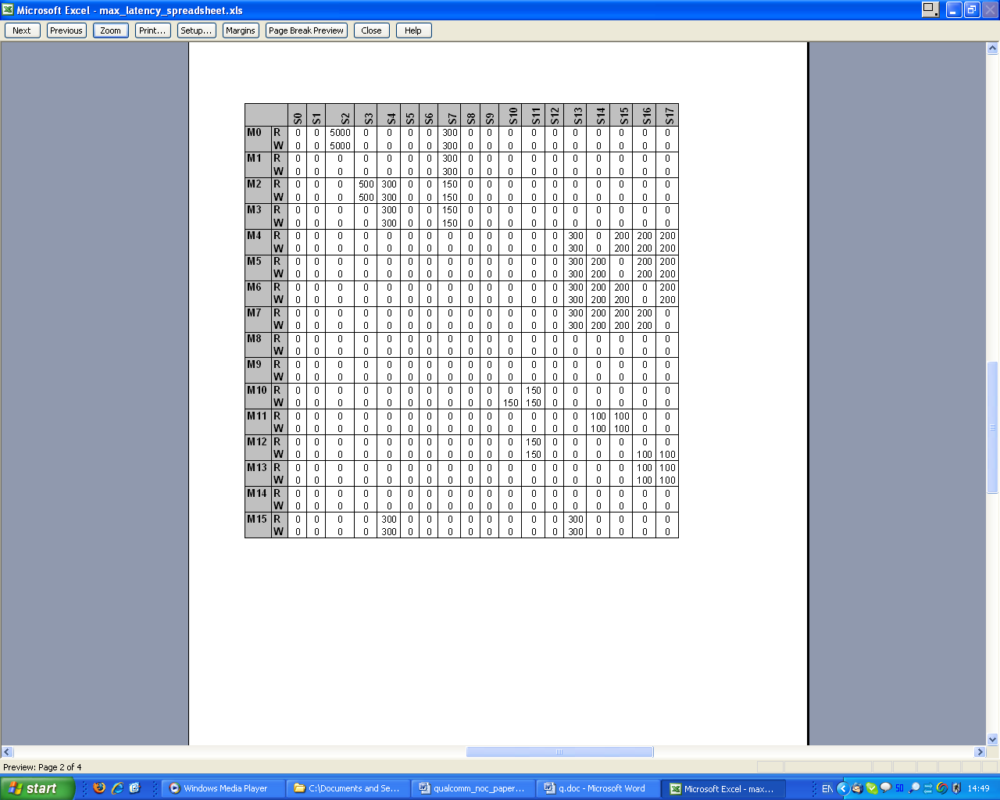 Microsoft Excel - max_latency_spreadsheet.xls
Next Previous Zoom Print... Setup... Margins Page Break Preview Close Help
S0 S1 S2 S3 S4 S5 S6 S7 S8 S9 S10 S11 S12 S13 S14 S15 S16 S17
M0 R 0 0 5000 0 0 0 0 300 0 0 0 0 0 0 0 0 0 0
W 0 0 5000 0 0 0 0 300 0 0 0 0 0 0 0 0 0 0
M1 R 0 0 0 0 0 0 0 300 0 0 0 0 0 0 0 0 0 0
W 0 0 0 0 0 0 0 300 0 0 0 0 0 0 0 0 0 0
M2 R 0 0 0 500 300 0 0 150 0 0 0 0 0 0 0 0 0 0
W 0 0 0 500 300 0 0 150 0 0 0 0 0 0 0 0 0 0
M3 R 0 0 0 0 300 0 0 150 0 0 0 0 0 0 0 0 0 0
W 0 0 0 0 300 0 0 150 0 0 0 0 0 0 0 0 0 0
M4 R 0 0 0 0 0 0 0 0 0 0 0 0 0 300 0 200 200 200
W 0 0 0 0 0 0 0 0 0 0 0 0 0 300 0 200 200 200
M5 R 0 0 0 0 0 0 0 0 0 0 0 0 0 300 200 0 200 200
W 0 0 0 0 0 0 0 0 0 0 0 0 0 300 200 0 200 200
M6 R 0 0 0 0 0 0 0 0 0 0 0 0 0 300 200 200 0 200
W 0 0 0 0 0 0 0 0 0 0 0 0 0 300 200 200 0 200
M7 R 0 0 0 0 0 0 0 0 0 0 0 0 0 300 200 200 200 0
W 0 0 0 0 0 0 0 0 0 0 0 0 0 300 200 200 200 0
M8 R 0 0 0 0 0 0 0 0 0 0 0 0 0 0 0 0 0 0
W 0 0 0 0 0 0 0 0 0 0 0 0 0 0 0 0 0 0
M9 R 0 0 0 0 0 0 0 0 0 0 0 0 0 0 0 0 0 0
W 0 0 0 0 0 0 0 0 0 0 0 0 0 0 0 0 0 0
M10 R 0 0 0 0 0 0 0 0 0 0 0 150 0 0 0 0 0 0
W 0 0 0 0 0 0 0 0 0 0 150 150 0 0 0 0 0 0
M11 R 0 0 0 0 0 0 0 0 0 0 0 0 0 0 100 100 0 0
W 0 0 0 0 0 0 0 0 0 0 0 0 0 0 100 100 0 0
M12 R 0 0 0 0 0 0 0 0 0 0 0 150 0 0 0 0 0 0
W 0 0 0 0 0 0 0 0 0 0 0 150 0 0 0 0 100 100
M13 R 0 0 0 0 0 0 0 0 0 0 0 0 0 0 0 0 100 100
W 0 0 0 0 0 0 0 0 0 0 0 0 0 0 0 0 100 100
M14 R 0 0 0 0 0 0 0 0 0 0 0 0 0 0 0 0 0 0
W 0 0 0 0 0 0 0 0 0 0 0 0 0 0 0 0 0 0
M15 R 0 0 0 0 300 0 0 0 0 0 0 0 0 300 0 0 0 0
W 0 0 0 0 300 0 0 0 0 0 0 0 0 300 0 0 0 0
Preview: Page 2 of 4
start Windows Media Player C:\Documents and Se... qualcomm_noc_paper... q.doc - Microsoft Word Microsoft Excel - max... EN 50 14:49